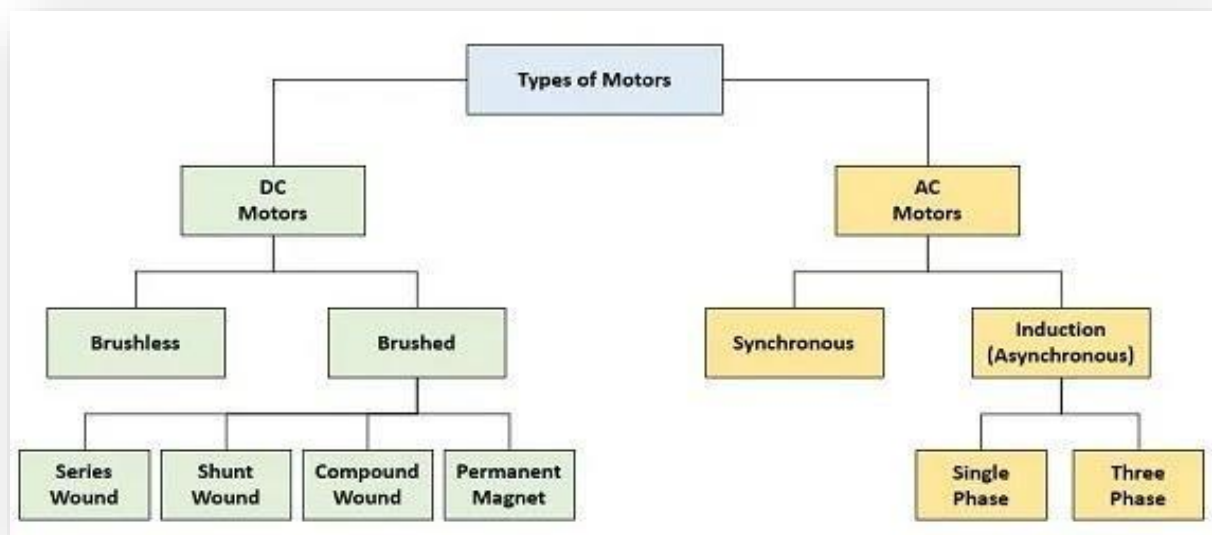 Types of Motors
DC
Motors
AC
Motors
Brushless
Brushed
Synchronous
Induction
(Asynchronous)
Series
Wound
Shunt
Wound
Compound
Wound
Permanent
Magnet
Single
Phase
Three
Phase